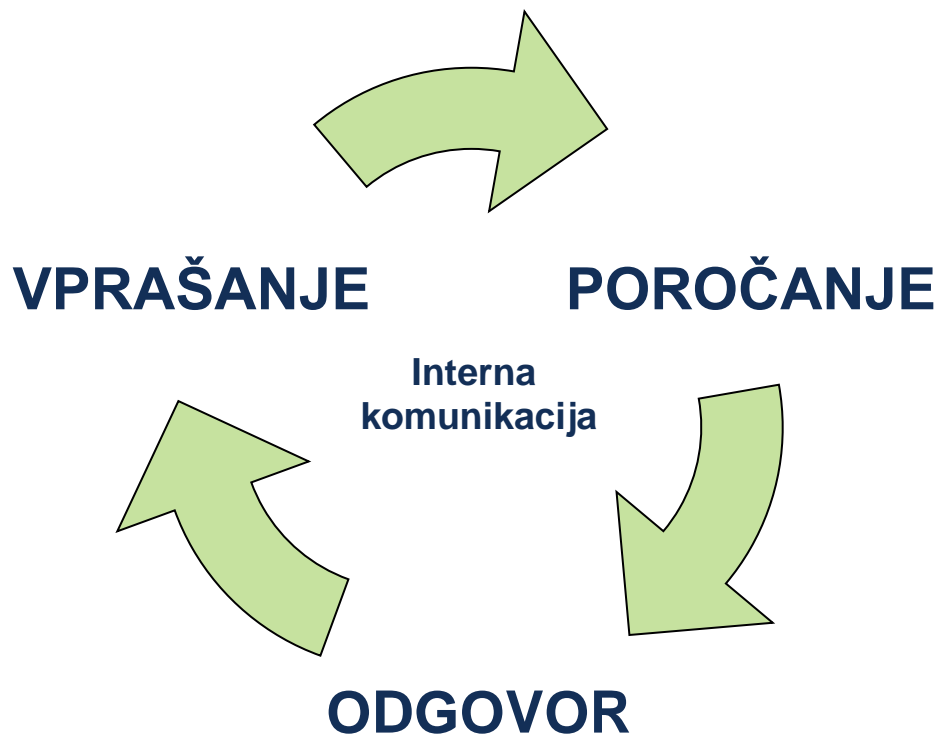 VPRAŠANJE
POROČANJE
Interna
komunikacija
ODGOVOR